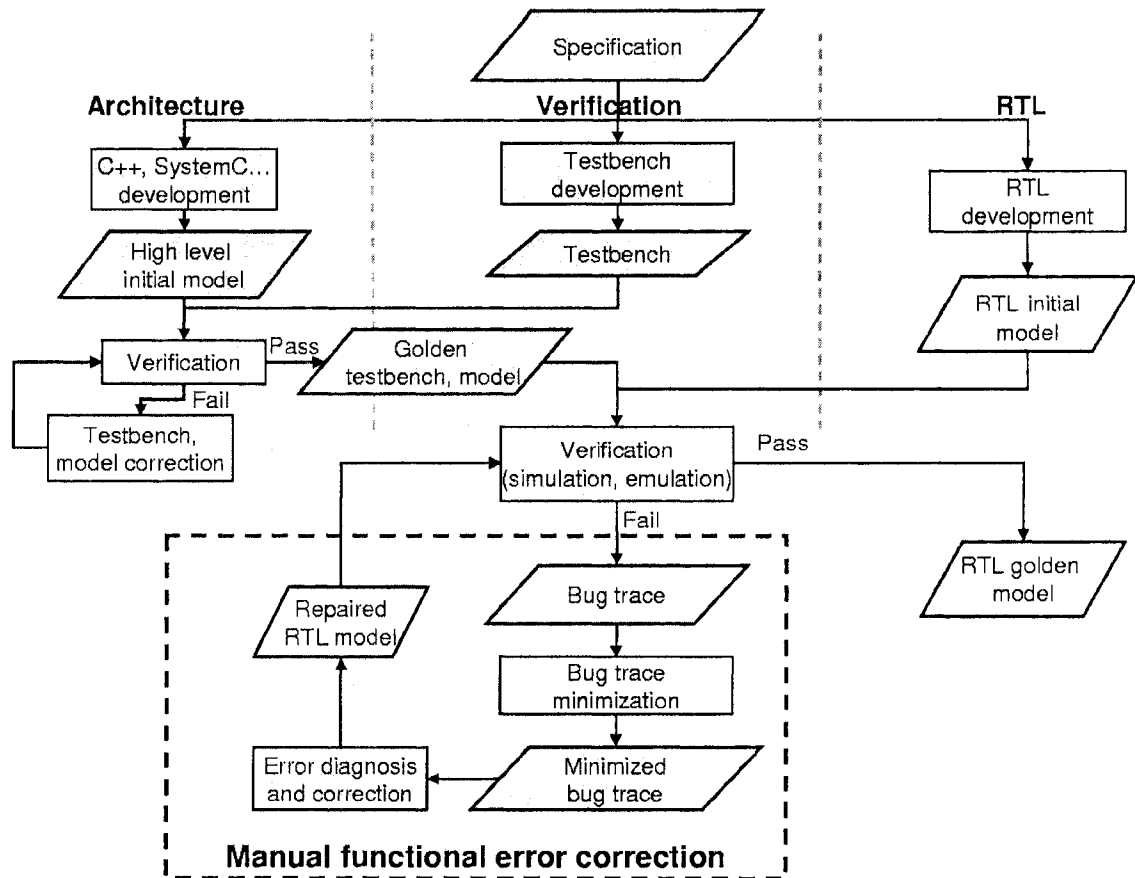 Specification
Architecture
Verification
RTL
C++, SystemC...
development
Testbench
development
RTL
development
High level
initial model
Testbench
RTL initial
model
Verification
Pass
Golden
testbench, model
Fail
Testbench,
model correction
Verification
(simulation, emulation)
Pass
Fail
RTL golden
model
Bug trace
Repaired
RTL model
Bug trace
minimization
Error diagnosis
and correction
Minimized
bug trace
Manual functional error correction